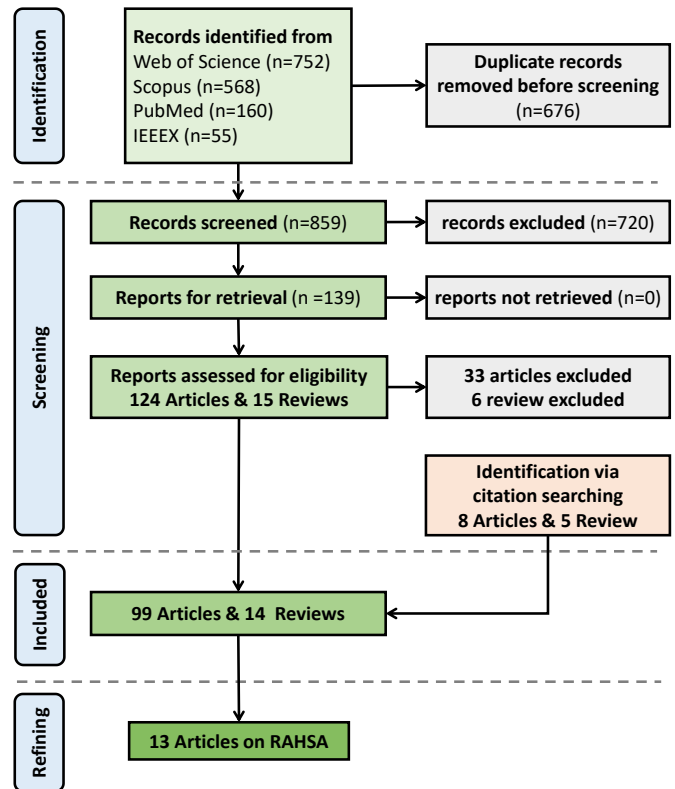 Identification
Records identified from
Web of Science (n=752)
Scopus (n=568)
PubMed (n=160)
IEEEX (n=55)
Duplicate records
removed before screening
(n=676)
Screening
Records screened (n=859)
records excluded (n=720)
Reports for retrieval (n =139)
reports not retrieved (n=0)
Reports assessed for eligibility
124 Articles & 15 Reviews
33 articles excluded
6 review excluded
Identification via
citation searching
8 Articles & 5 Review
Included
99 Articles & 14 Reviews
Refining
13 Articles on RAHSA